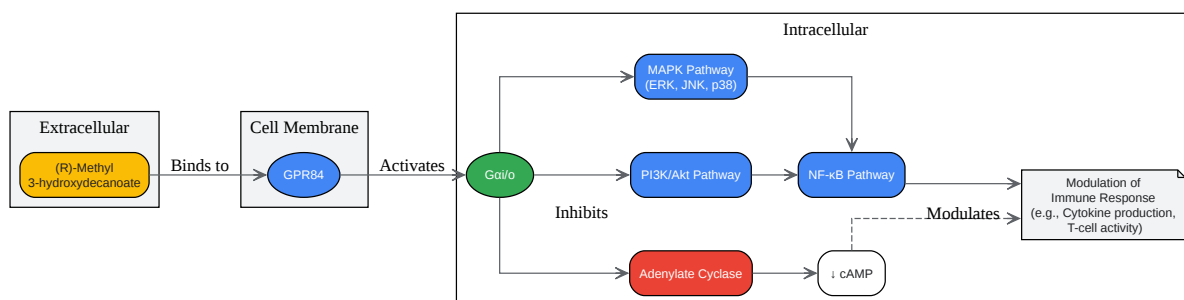 Intracellular
MAPK Pathway
(ERK, JNK, p38)
Extracellular
Cell Membrane
(R)-Methyl
3-hydroxydecanoate
Binds to
GPR84
Activates
Gαi/o
PI3K/Akt Pathway
NF-κB Pathway
Modulation of
Immune Response
(e.g., Cytokine production,
T-cell activity)
Inhibits
Modulates
Adenylate Cyclase
↓ cAMP